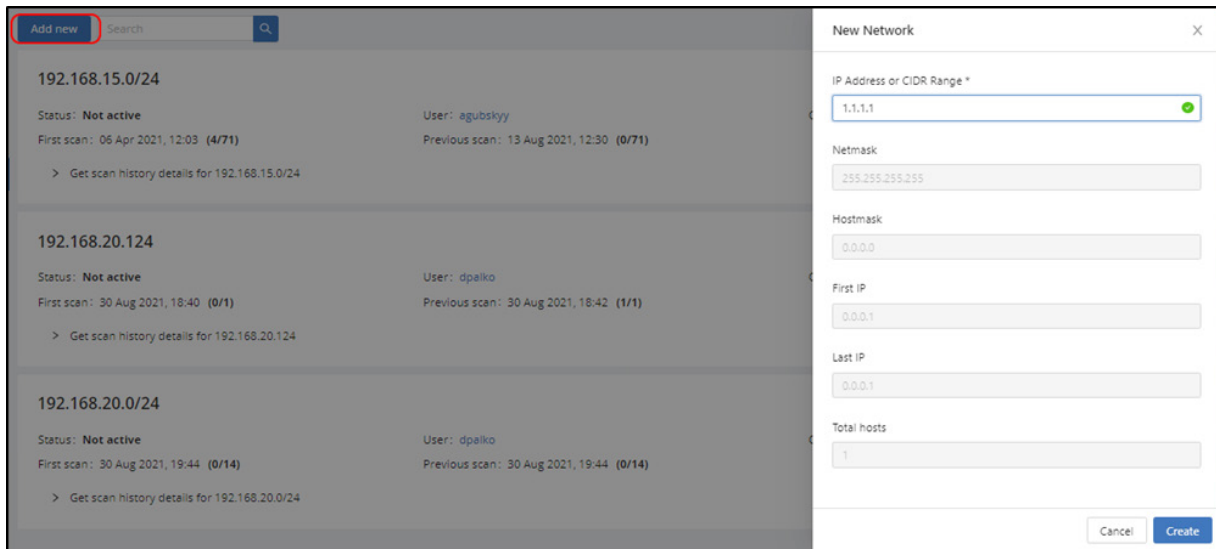 Add new
Search
192.168.15.0/24
Status: Not active
User: agubskyy
First scan: 06 Apr 2021, 12:03 (4/71)
Previous scan: 13 Aug 2021, 12:30 (0/71)
> Get scan history details for 192.168.15.0/24
192.168.20.124
Status: Not active
User: dpalko
First scan: 30 Aug 2021, 18:40 (0/1)
Previous scan: 30 Aug 2021, 18:42 (1/1)
> Get scan history details for 192.168.20.124
192.168.20.0/24
Status: Not active
User: dpalko
First scan: 30 Aug 2021, 19:44 (0/14)
Previous scan: 30 Aug 2021, 19:44 (0/14)
> Get scan history details for 192.168.20.0/24
New Network
IP Address or CIDR Range *
1.1.1.1
Netmask
255.255.255.255
Hostmask
0.0.0.0
First IP
0.0.0.1
Last IP
0.0.0.1
Total hosts
1
Cancel
Create